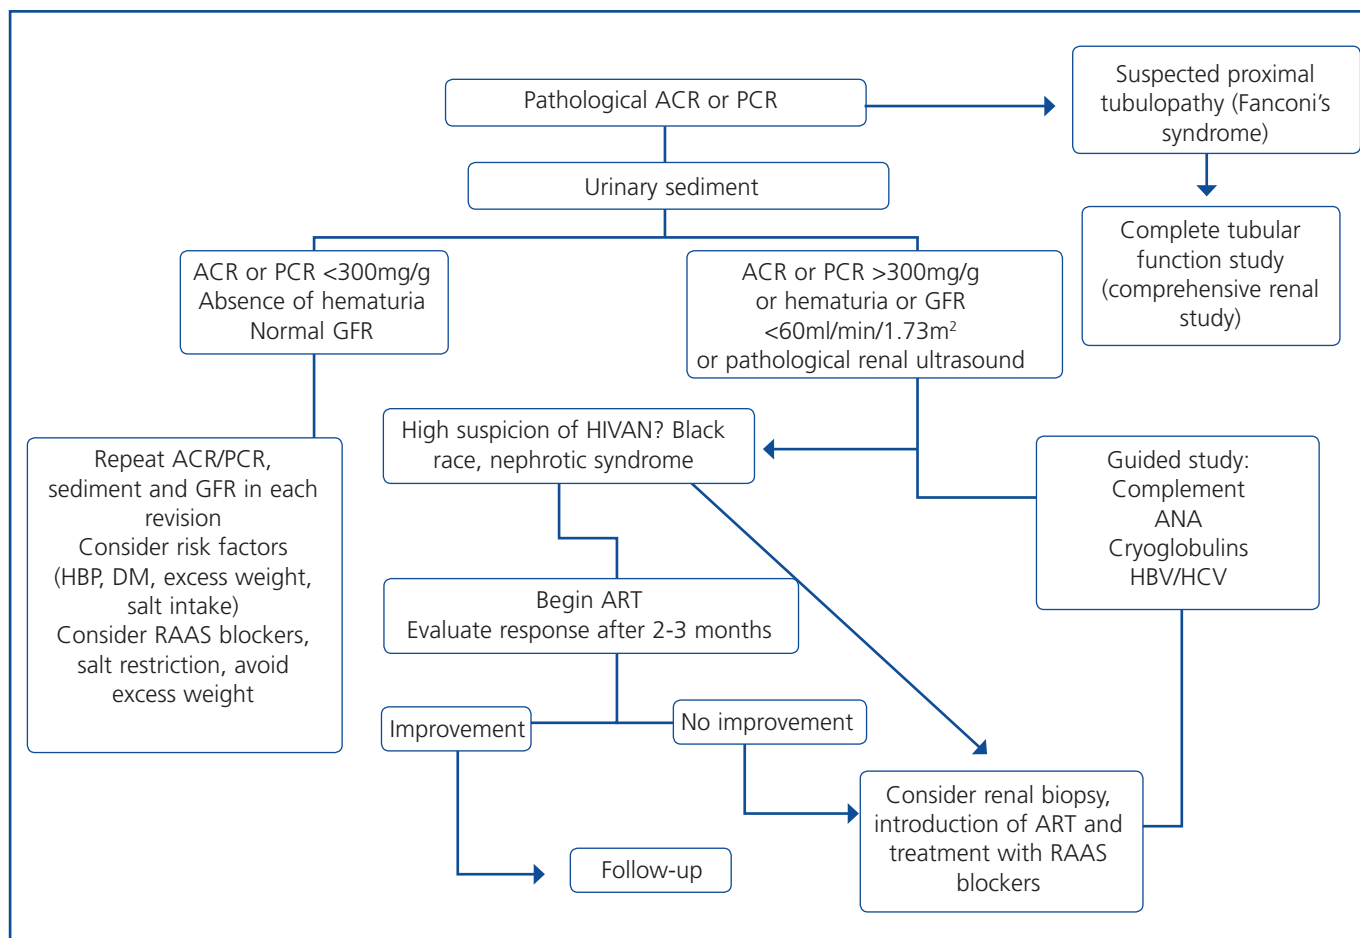 Pathological ACR or PCR
Suspected proximal
tubulopathy (Fanconi's
syndrome)
Urinary sediment
Complete tubular
function study
(comprehensive renal
study)
ACR or PCR <300mg/g
Absence of hematuria
Normal GFR
ACR or PCR >300mg/g
or hematuria or GFR
<60ml/min/1.73m²
or pathological renal ultrasound
High suspicion of HIVAN? Black
race, nephrotic syndrome
Repeat ACR/PCR,
sediment and GFR in each
revision
Consider risk factors
(HBP, DM, excess weight,
salt intake)
Consider RAAS blockers,
salt restriction, avoid
excess weight
Guided study:
Complement
ANA
Cryoglobulins
HBV/HCV
Begin ART
Evaluate response after 2-3 months
Improvement
No improvement
Consider renal biopsy,
introduction of ART and
treatment with RAAS
blockers
Follow-up